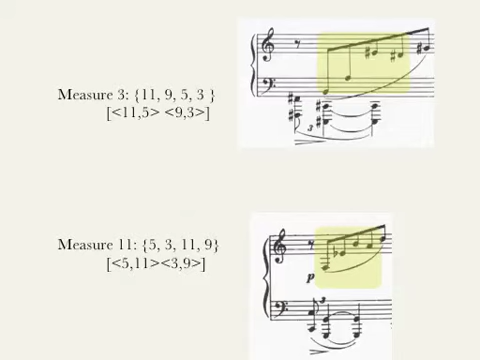 Measure 3: {11, 9, 5, 3 }
[<11,5> <9,3>]
3
Measure 11: {5, 3, 11, 9}
[<5,11><3,9>]
p